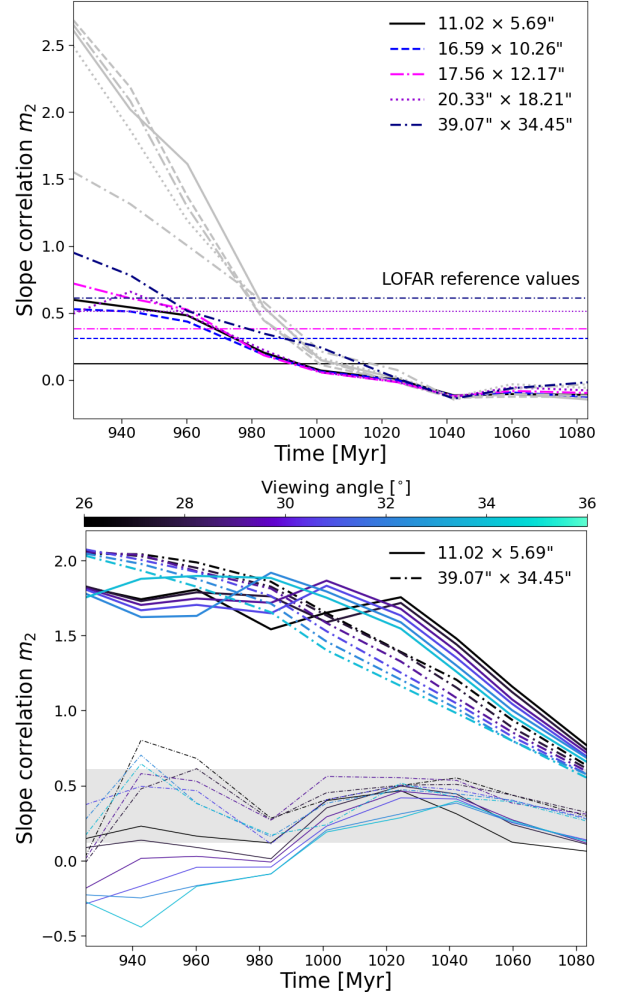 Slope correlation m2
2.5
2.0
1.5
1.0
0.5
0.0
11.02 × 5.69"
16.59 × 10.26"
17.56 × 12.17"
20.33" × 18.21"
39.07" × 34.45"
LOFAR reference values
940 960 980 1000 1020 1040 1060 1080
Time [Myr]
Viewing angle [°]
26 28 30 32 34 36
Slope correlation m2
2.0
1.5
1.0
0.5
0.0
−0.5
11.02 × 5.69"
39.07" × 34.45"
940 960 980 1000 1020 1040 1060 1080
Time [Myr]